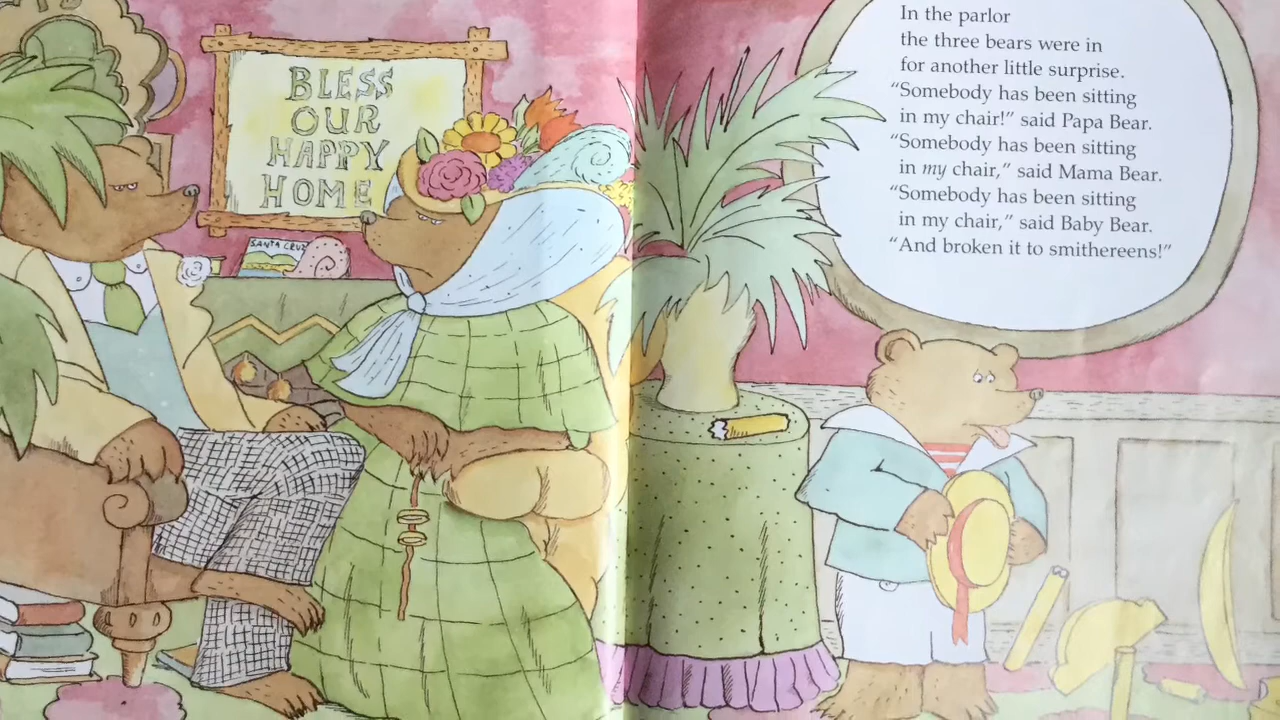 BLESS
OUR
HAPPY
HOME
SANTA CRUZ
In the parlor
the three bears were in
for another little surprise.
“Somebody has been sitting
in my chair!” said Papa Bear.
“Somebody has been sitting
in my chair,” said Mama Bear.
“Somebody has been sitting
in my chair,” said Baby Bear.
“And broken it to smithereens!”